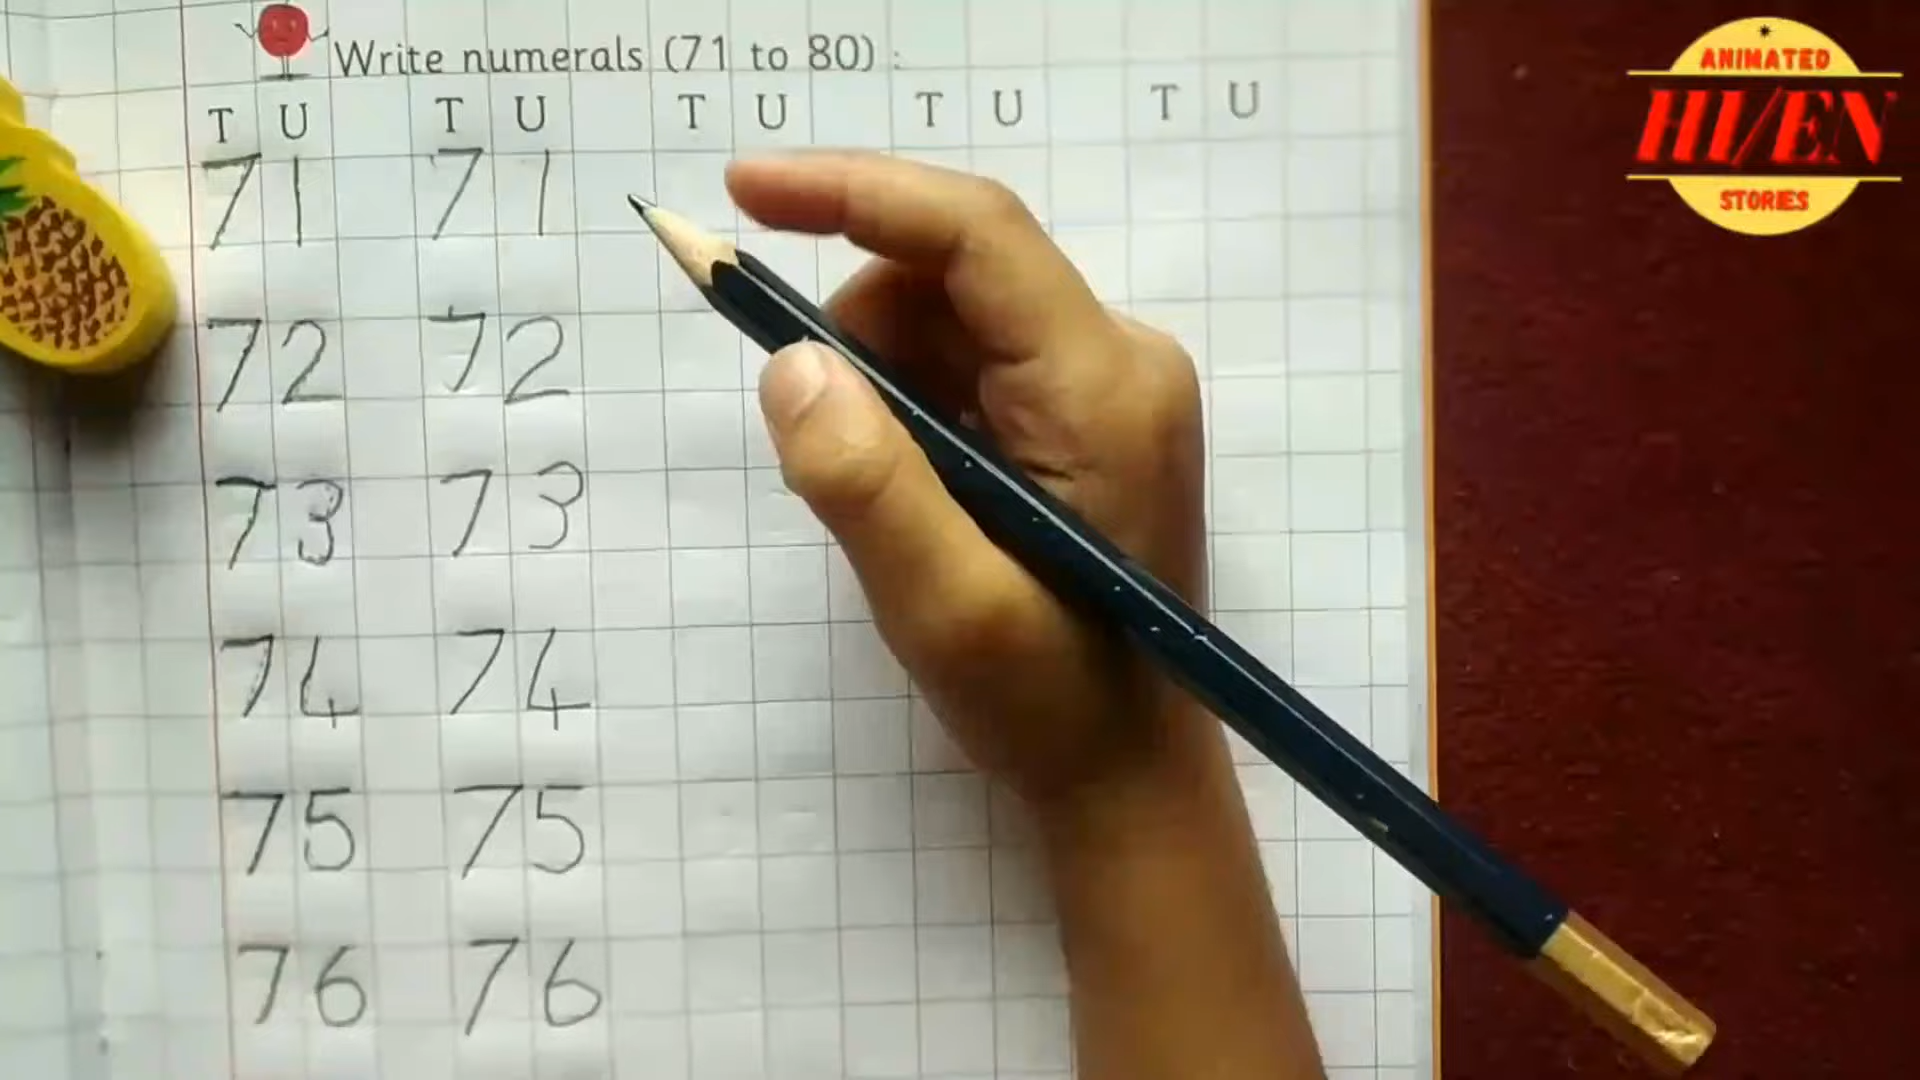 Write numerals (71 to 80) :
T U T U T U T U T U
71 71
72 72
73 73
74 74
75 75
76 76
ANIMATED
HI/EN
STORIES